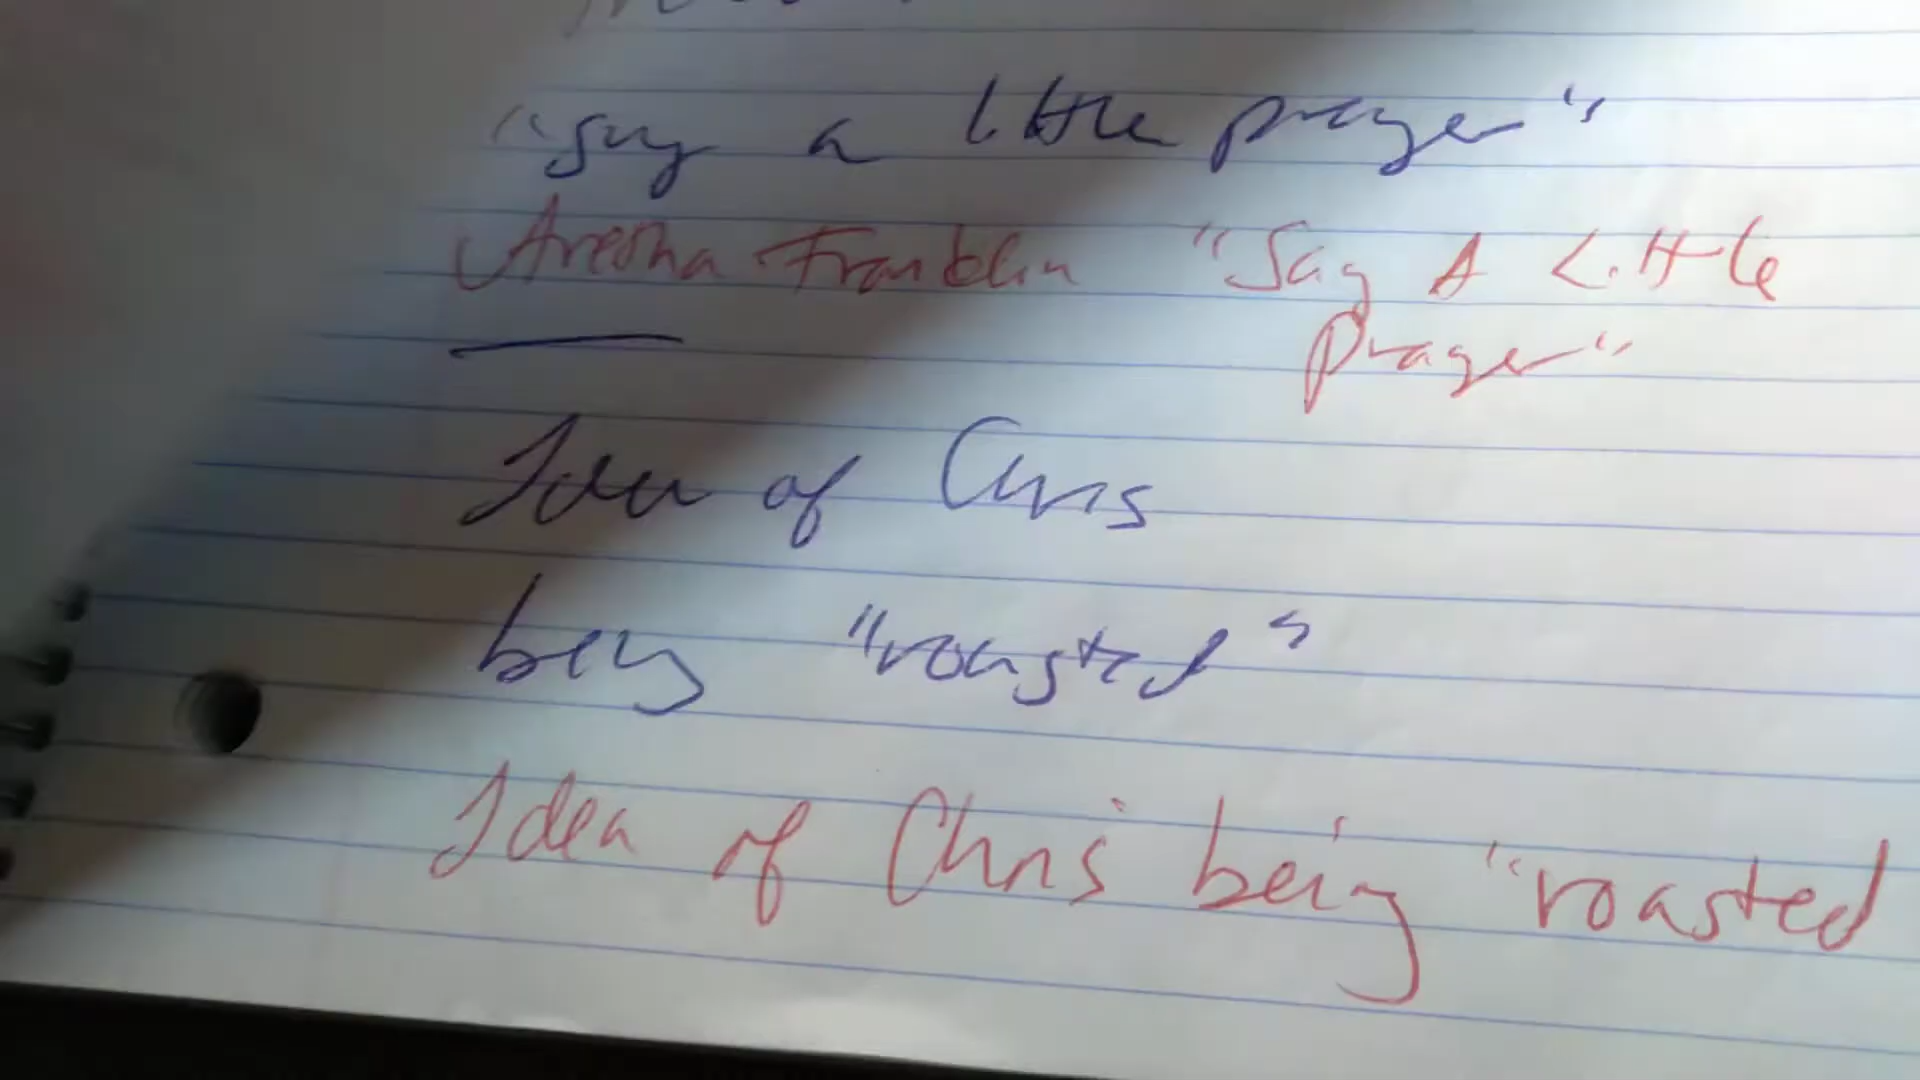 "say a little prayer"
Aretha Franklin "Say A Little
Prayer"
Idea of Chris
being "roasted"
Idea of Chris being "roasted